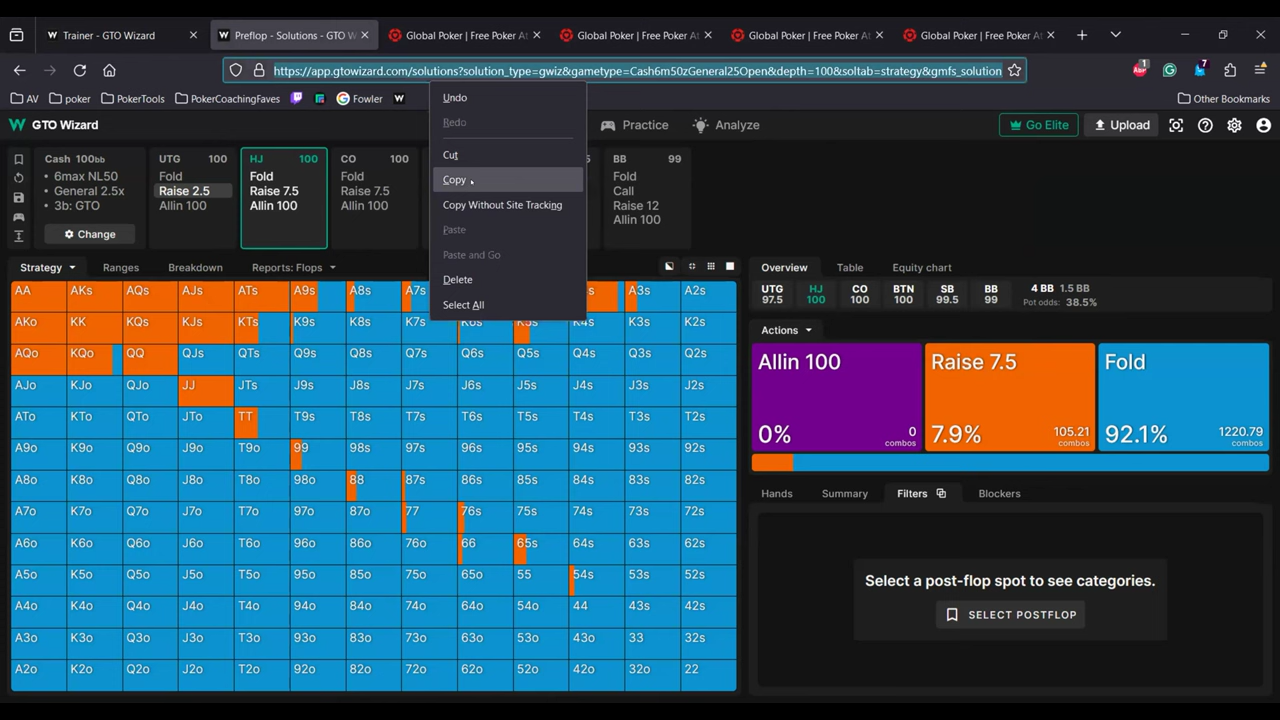 Trainer - GTO Wizard
Preflop - Solutions - GTO W
Global Poker | Free Poker At
Global Poker | Free Poker At
Global Poker | Free Poker At
Global Poker | Free Poker At
https://app.gtowizard.com/solutions?solution_type=gwiz&gametype=Cash6m50zGeneral25Open&depth=100&soltab=strategy&gmfs_solution
1
7
AV
poker
PokerTools
PokerCoachingFaves
Fowler
Other Bookmarks
GTO Wizard
Practice
Analyze
Go Elite
Upload
Undo
Redo
Cut
Copy
Copy Without Site Tracking
Paste
Paste and Go
Delete
Select All
Cash 100bb
• 6max NL50
• General 2.5x
• 3b: GTO
Change
UTG 100
Fold
Raise 2.5
Allin 100
HJ 100
Fold
Raise 7.5
Allin 100
CO 100
Fold
Raise 7.5
Allin 100
BB 99
Fold
Call
Raise 12
Allin 100
Strategy Ranges Breakdown Reports: Flops
AA AKs AQs AJs ATs A9s A8s A7s A3s A2s
AKo KK KQs KJs KTs K9s K8s K7s K6s K5s K4s K3s K2s
AQo KQo QQ QJs QTs Q9s Q8s Q7s Q6s Q5s Q4s Q3s Q2s
AJo KJo QJo JJ JTs J9s J8s J7s J6s J5s J4s J3s J2s
ATo KTo QTo JTo TT T9s T8s T7s T6s T5s T4s T3s T2s
A9o K9o Q9o J9o T9o 99 98s 97s 96s 95s 94s 93s 92s
A8o K8o Q8o J8o T8o 98o 88 87s 86s 85s 84s 83s 82s
A7o K7o Q7o J7o T7o 97o 87o 77 76s 75s 74s 73s 72s
A6o K6o Q6o J6o T6o 96o 86o 76o 66 65s 64s 63s 62s
A5o K5o Q5o J5o T5o 95o 85o 75o 65o 55 54s 53s 52s
A4o K4o Q4o J4o T4o 94o 84o 74o 64o 54o 44 43s 42s
A3o K3o Q3o J3o T3o 93o 83o 73o 63o 53o 43o 33 32s
A2o K2o Q2o J2o T2o 92o 82o 72o 62o 52o 42o 32o 22
Overview Table Equity chart
UTG HJ CO BTN SB BB
97.5 100 100 100 99.5 99
4 BB 1.5 BB
Pot odds: 38.5%
Actions
Allin 100
0%
0
combos
Raise 7.5
7.9%
105.21
combos
Fold
92.1%
1220.79
combos
Hands Summary Filters Blockers
Select a post-flop spot to see categories.
SELECT POSTFLOP